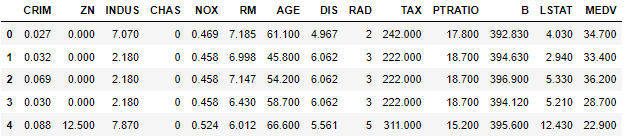 CRIM ZN INDUS CHAS NOX RM AGE DIS RAD TAX PTRATIO B LSTAT MEDV
0 0.027 0.000 7.070 0 0.469 7.185 61.100 4.967 2 242.000 17.800 392.830 4.030 34.700
1 0.032 0.000 2.180 0 0.458 6.998 45.800 6.062 3 222.000 18.700 394.630 2.940 33.400
2 0.069 0.000 2.180 0 0.458 7.147 54.200 6.062 3 222.000 18.700 396.900 5.330 36.200
3 0.030 0.000 2.180 0 0.458 6.430 58.700 6.062 3 222.000 18.700 394.120 5.210 28.700
4 0.088 12.500 7.870 0 0.524 6.012 66.600 5.561 5 311.000 15.200 395.600 12.430 22.900